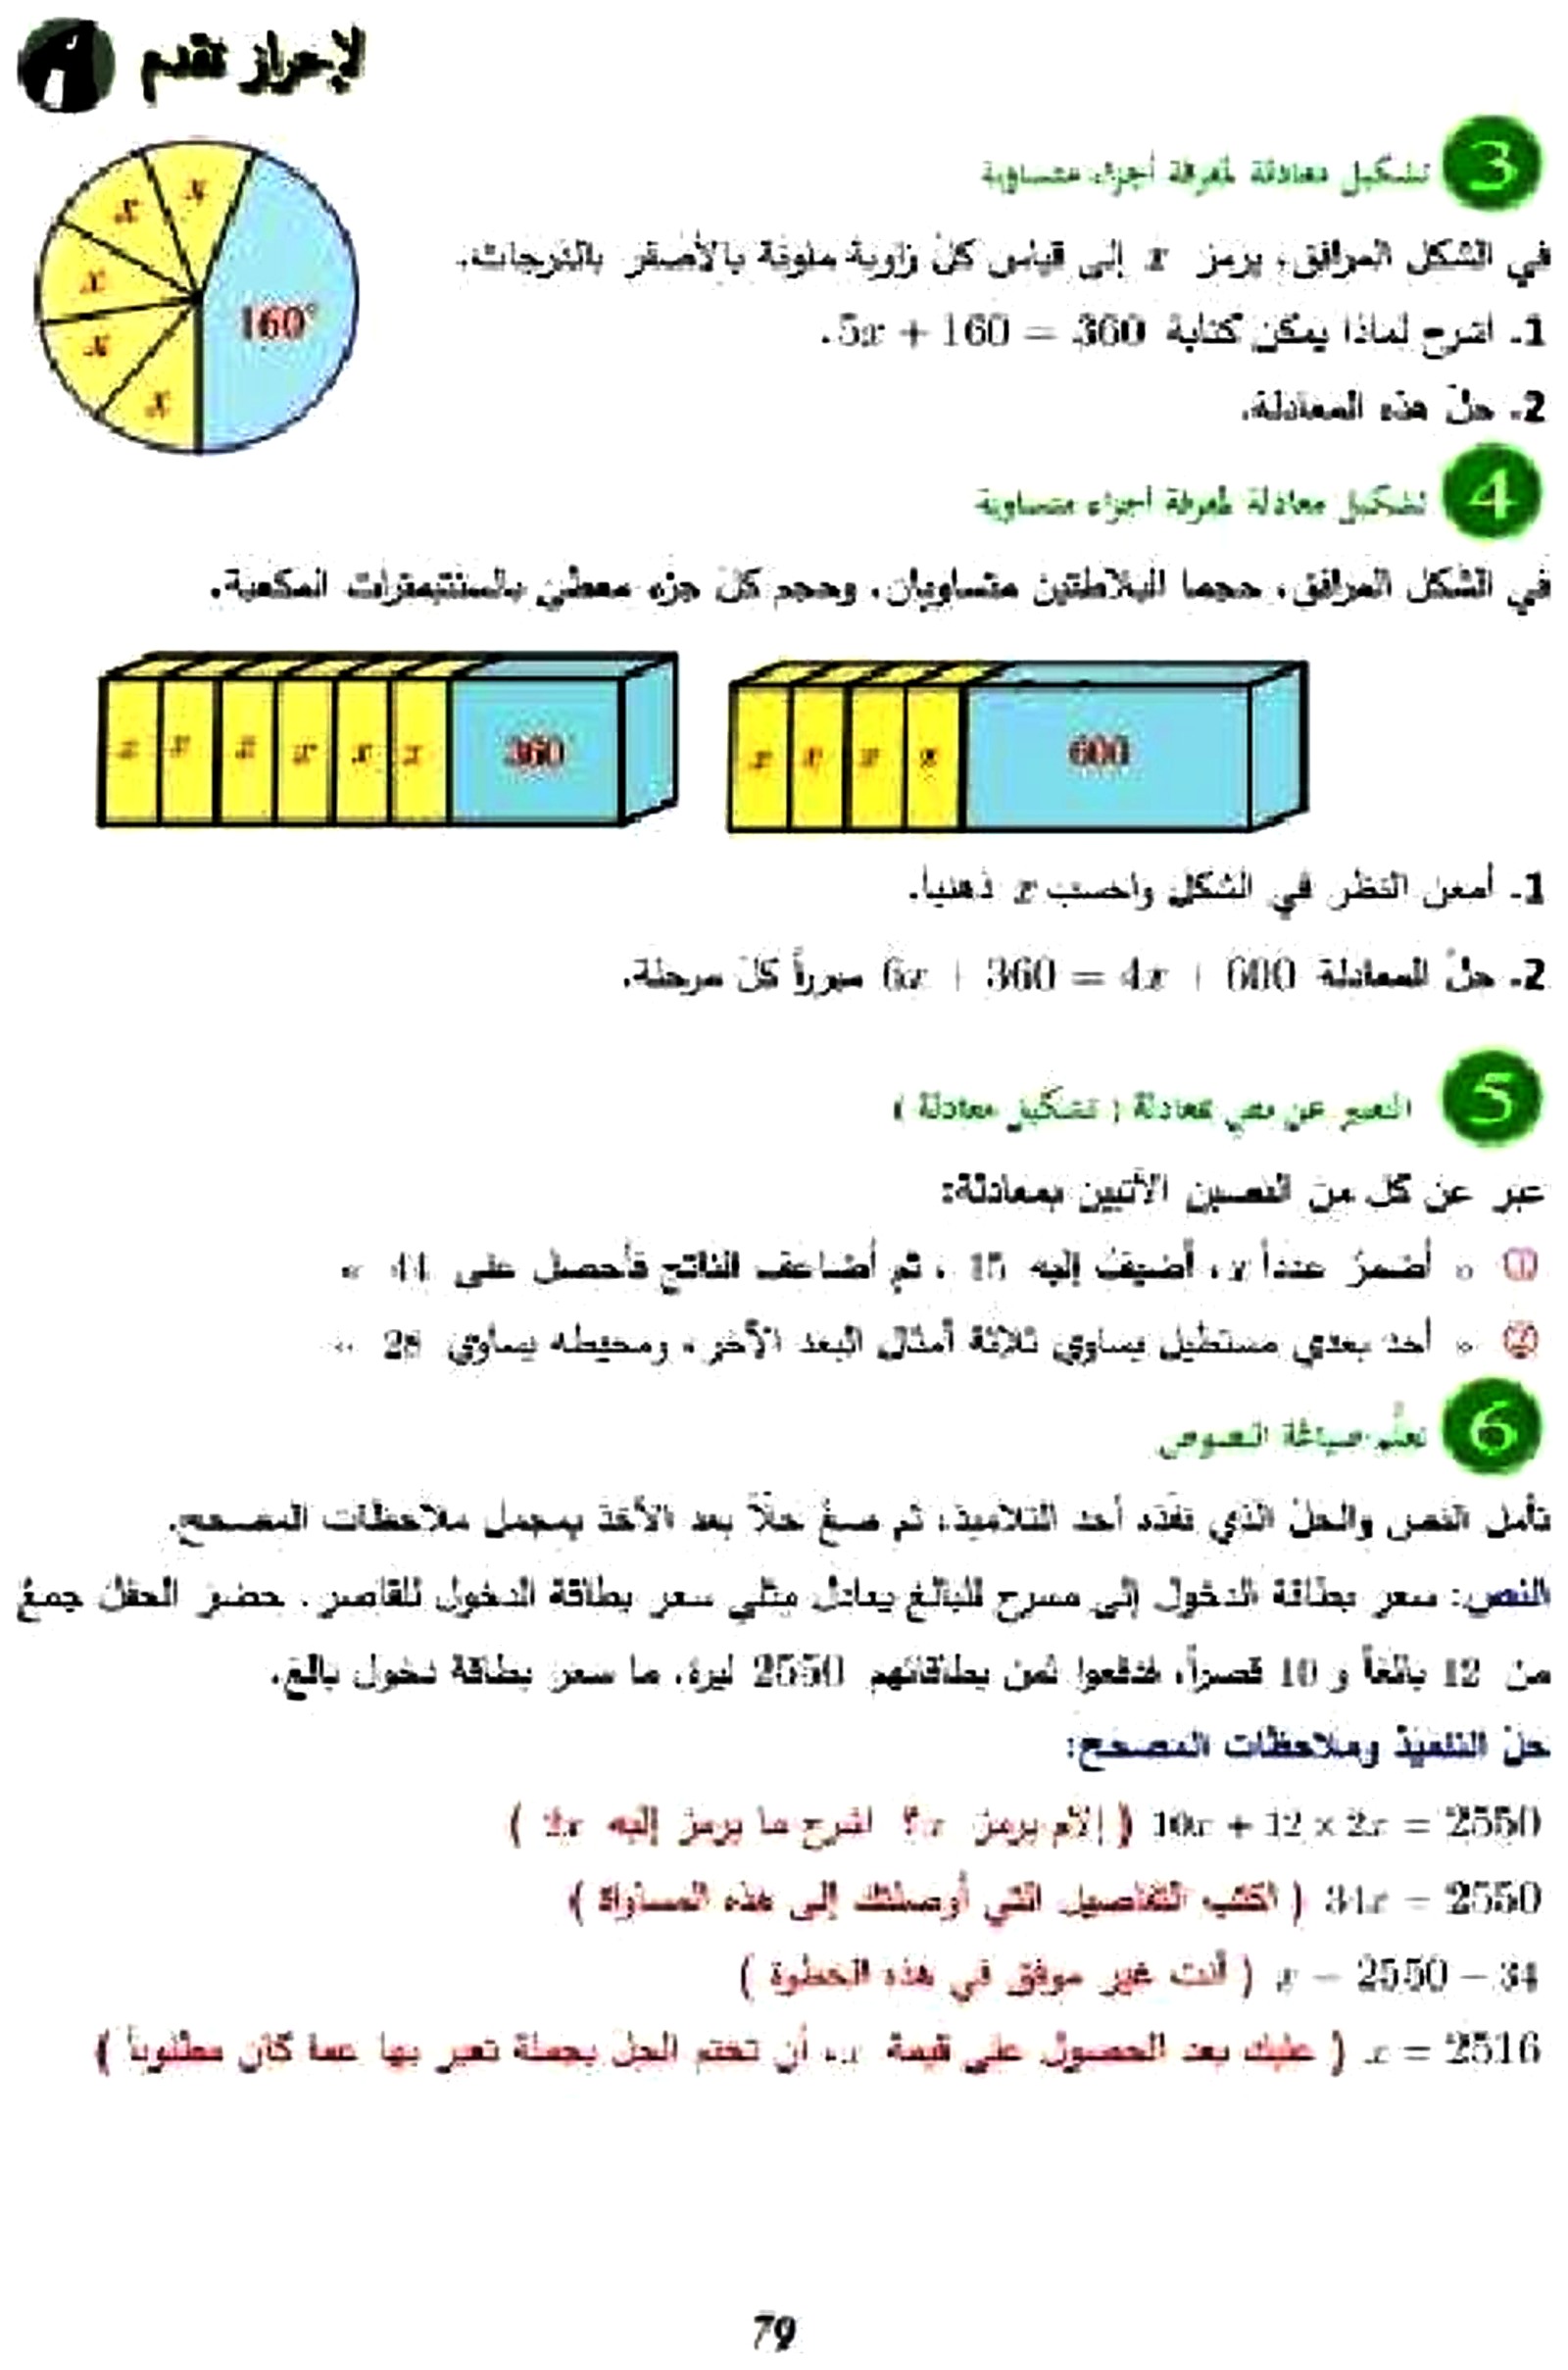 لإحراز تقدم
3 تشكيل معادلة لمعرفة أجزاء متساوية
في الشكل المرافق، يرمز x إلى قياس كلّ زاوية ملونة بالأصفر بالدرجات.
1. اشرح لماذا يمكن كتابة 5x + 160 = 360.
2. حلّ هذه المعادلة.
x
x
x
x
x
160°
4 تشكيل معادلة لمعرفة أجزاء متساوية
في الشكل المرافق، حجما البلاطتين متساويان، وحجم كلّ جزء معطى بالسنتيمترات المكعبة.
x x x x x x 360
x x x x 600
1. أمعن النظر في الشكل واحسب x ذهنياً.
2. حلّ المعادلة 6x + 360 = 4x + 600 مبرراً كلّ مرحلة.
5 التعبير عن نص بمعادلة ( تشكيل معادلة )
عبر عن كل من النصين الآتيين بمعادلة:
① « أضمرُ عدداً x، أضيفُ إليه 15 ، ثم أضاعف الناتج فأحصل على 44 »
② « أحد بعدي مستطيل يساوي ثلاثة أمثال البعد الآخر، ومحيطه يساوي 28 »
6 تعلّم صياغة النصوص
تأمل النص والحلّ الذي نفّذه أحد التلاميذ، ثم صغْ حلّاً بعد الأخذ بمجمل ملاحظات المصحح.
النص: سعر بطاقة الدخول إلى مسرح للبالغ يعادل مثلي سعر بطاقة الدخول للقاصر. حضر الحفل جمعٌ
من 12 بالغاً و 10 قصراً، فدفعوا ثمن بطاقاتهم 2550 ليرة. ما سعر بطاقة دخول بالغ.
حلّ التلميذ وملاحظات المصحح:
10x + 12 × 2x = 2550 ( إلامَ يرمز x؟ اشرح ما يرمز إليه 2x )
34x = 2550 ( اكتب التفاصيل التي أوصلتك إلى هذه المساواة )
x = 2550 − 34 ( أنت غير موفق في هذه الخطوة )
x = 2516 ( عليك بعد الحصول على قيمة x، أن تختم الحلّ بجملة تعبر بها عما كان مطلوباً )
79